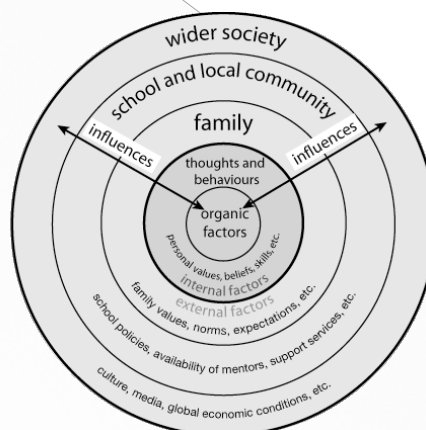 wider society
school and local community
family
influences
influences
thoughts and
behaviours
organic
factors
personal values, beliefs, skills, etc.
internal factors
external factors
family values, norms, expectations, etc.
school policies, availability of mentors, support services, etc.
culture, media, global economic conditions, etc.